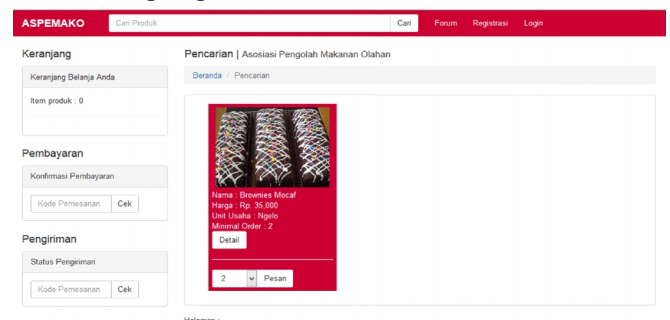 ASPEMAKO Cari Produk Cari Forum Registrasi Login
Keranjang
Keranjang Belanja Anda
Item produk : 0
Pembayaran
Konfirmasi Pembayaran
Kode Pemesanan Cek
Pengiriman
Status Pengiriman
Kode Pemesanan Cek
Pencarian | Asosiasi Pengolah Makanan Olahan
Beranda / Pencarian
Nama : Brownies Mocaf
Harga : Rp. 35,000
Unit Usaha : Ngelo
Minimal Order : 2
Detail
2 Pesan
Halaman :